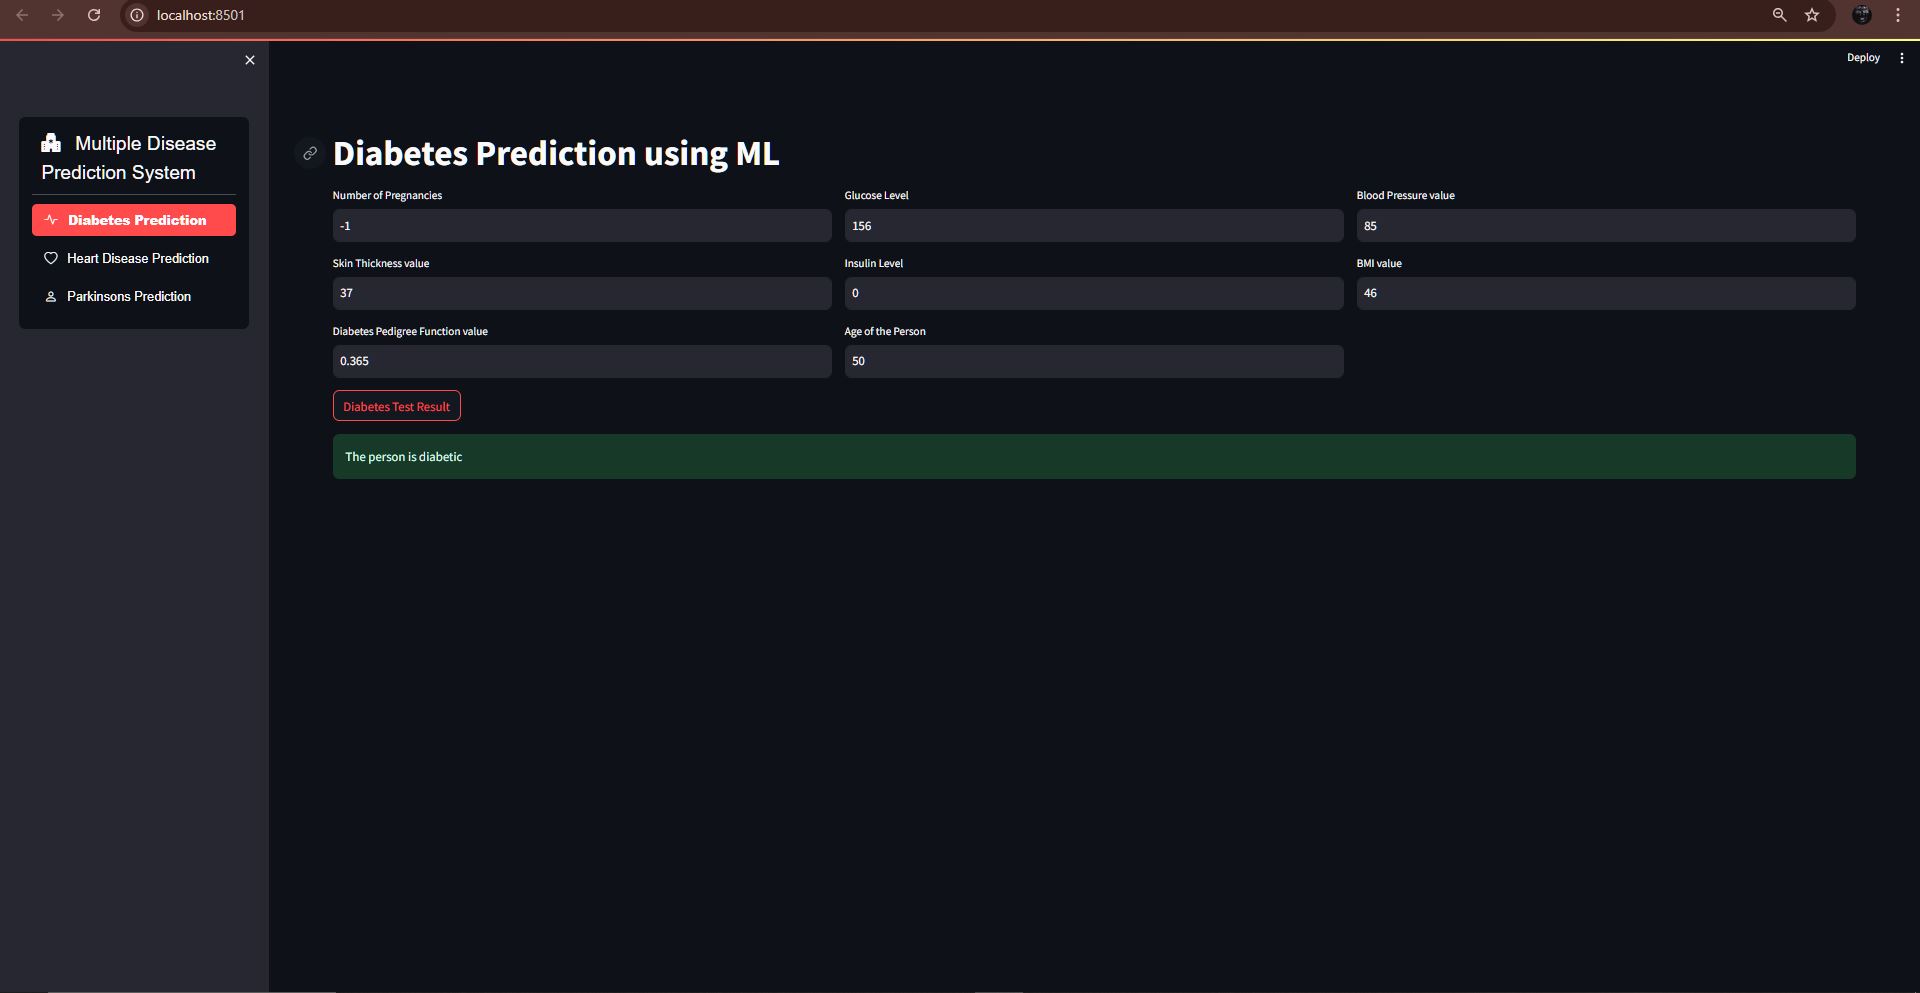 localhost:8501
Deploy
Multiple Disease
Prediction System
Diabetes Prediction
Heart Disease Prediction
Parkinsons Prediction
Diabetes Prediction using ML
Number of Pregnancies
-1
Glucose Level
156
Blood Pressure value
85
Skin Thickness value
37
Insulin Level
0
BMI value
46
Diabetes Pedigree Function value
0.365
Age of the Person
50
Diabetes Test Result
The person is diabetic